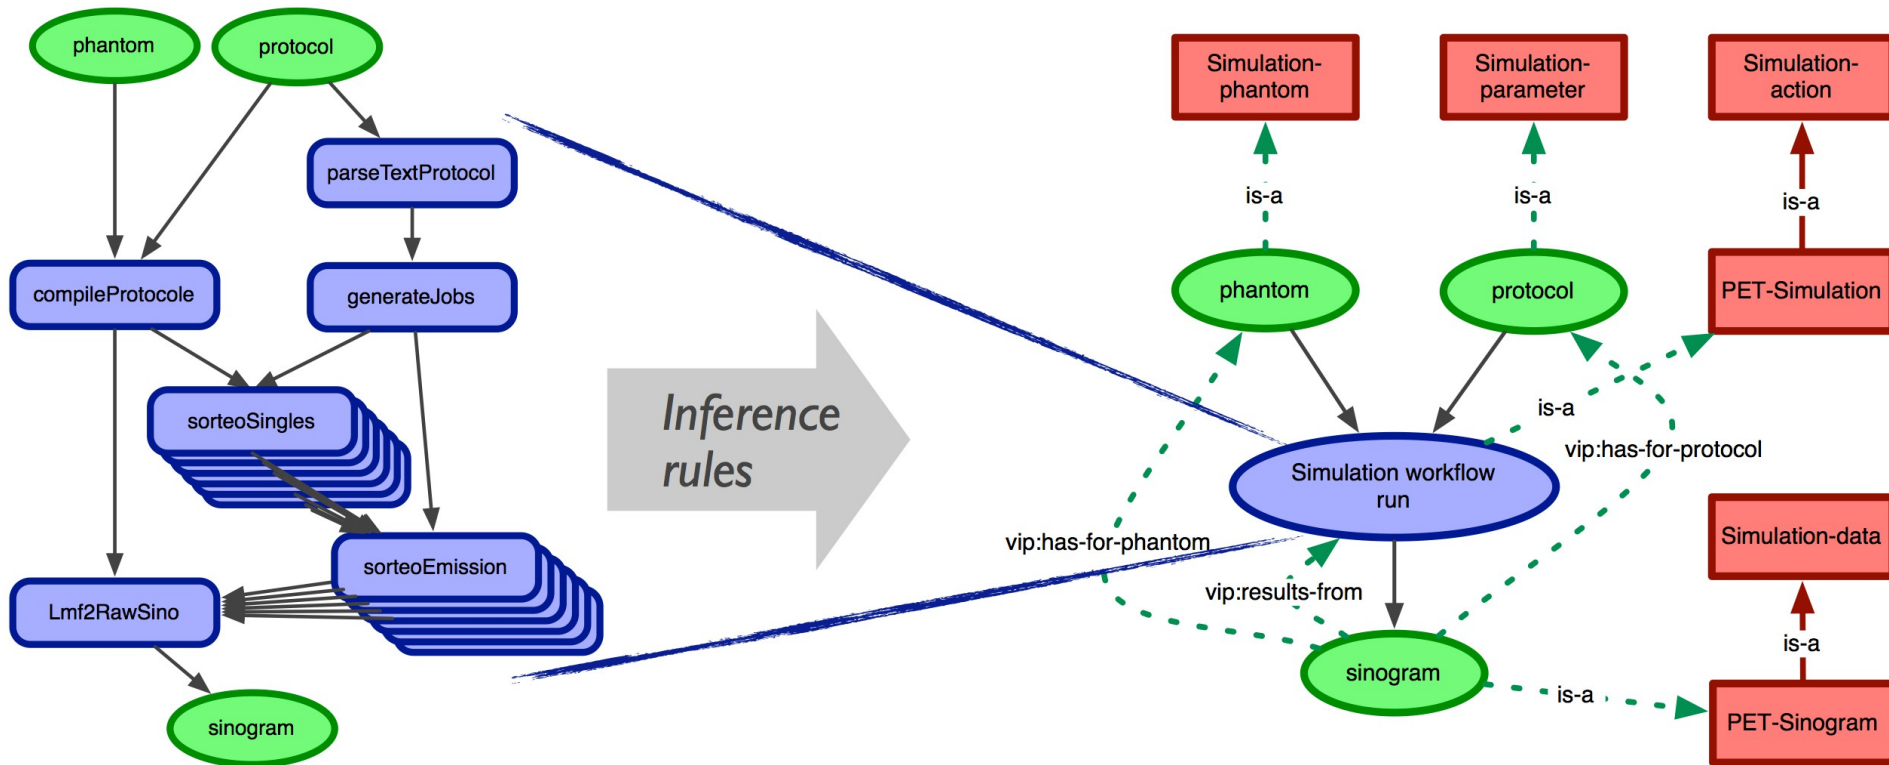 phantom
protocol
parseTextProtocol
compileProtocole
generateJobs
sorteoSingles
sorteoEmission
Lmf2RawSino
sinogram
Inference
rules
Simulation-
phantom
Simulation-
parameter
Simulation-
action
is-a
is-a
is-a
phantom
protocol
PET-Simulation
is-a
vip:has-for-protocol
Simulation workflow
run
vip:has-for-phantom
vip:results-from
Simulation-data
is-a
sinogram
is-a
PET-Sinogram